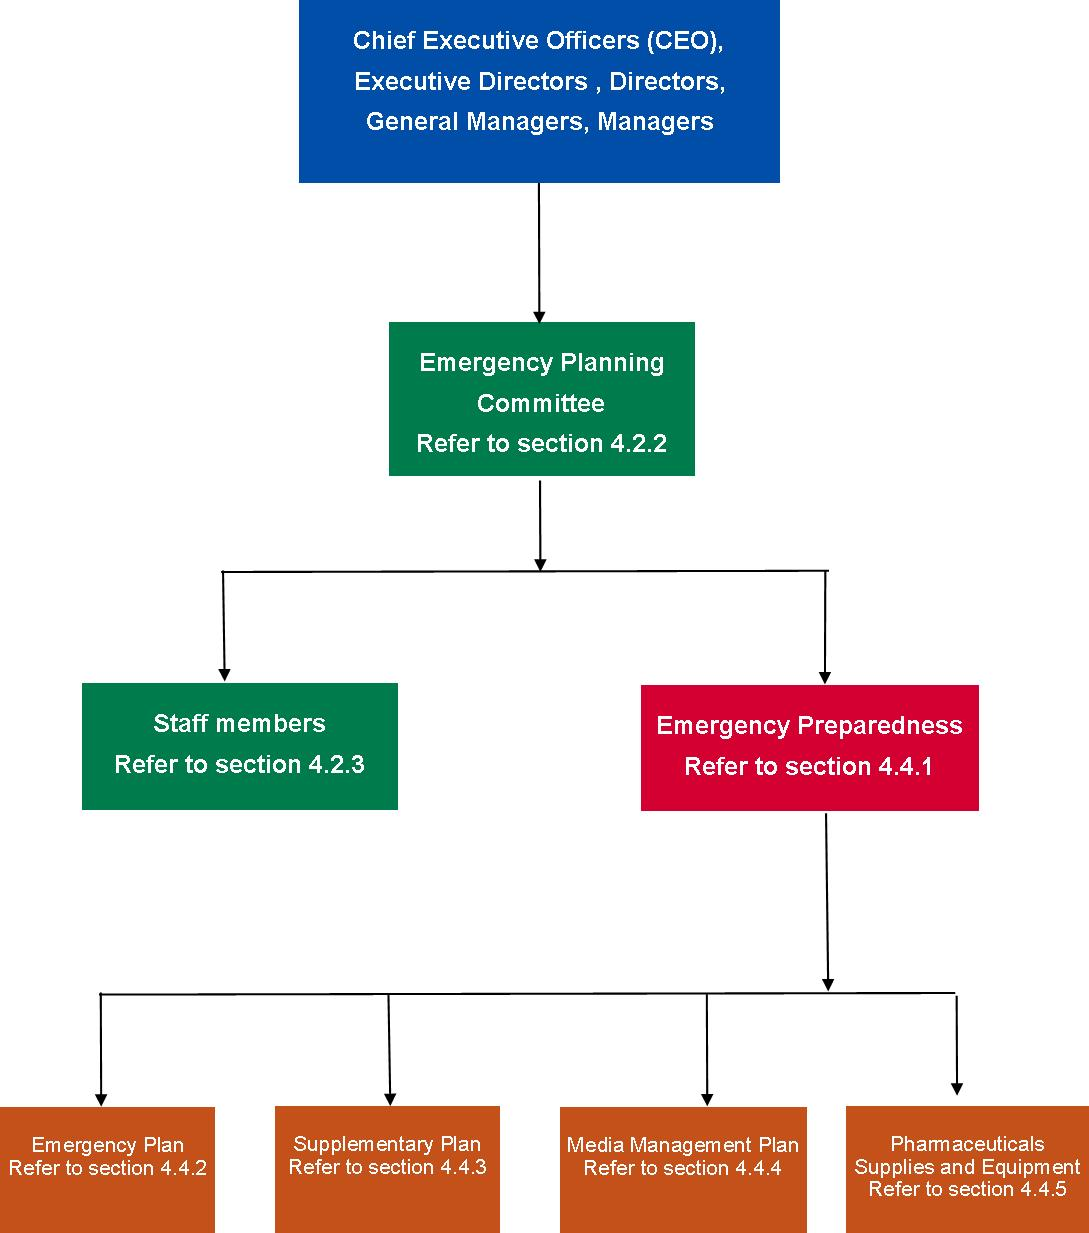 Chief Executive Officers (CEO),
Executive Directors , Directors,
General Managers, Managers
Emergency Planning
Committee
Refer to section 4.2.2
Staff members
Refer to section 4.2.3
Emergency Preparedness
Refer to section 4.4.1
Emergency Plan
Refer to section 4.4.2
Supplementary Plan
Refer to section 4.4.3
Media Management Plan
Refer to section 4.4.4
Pharmaceuticals
Supplies and Equipment
Refer to section 4.4.5